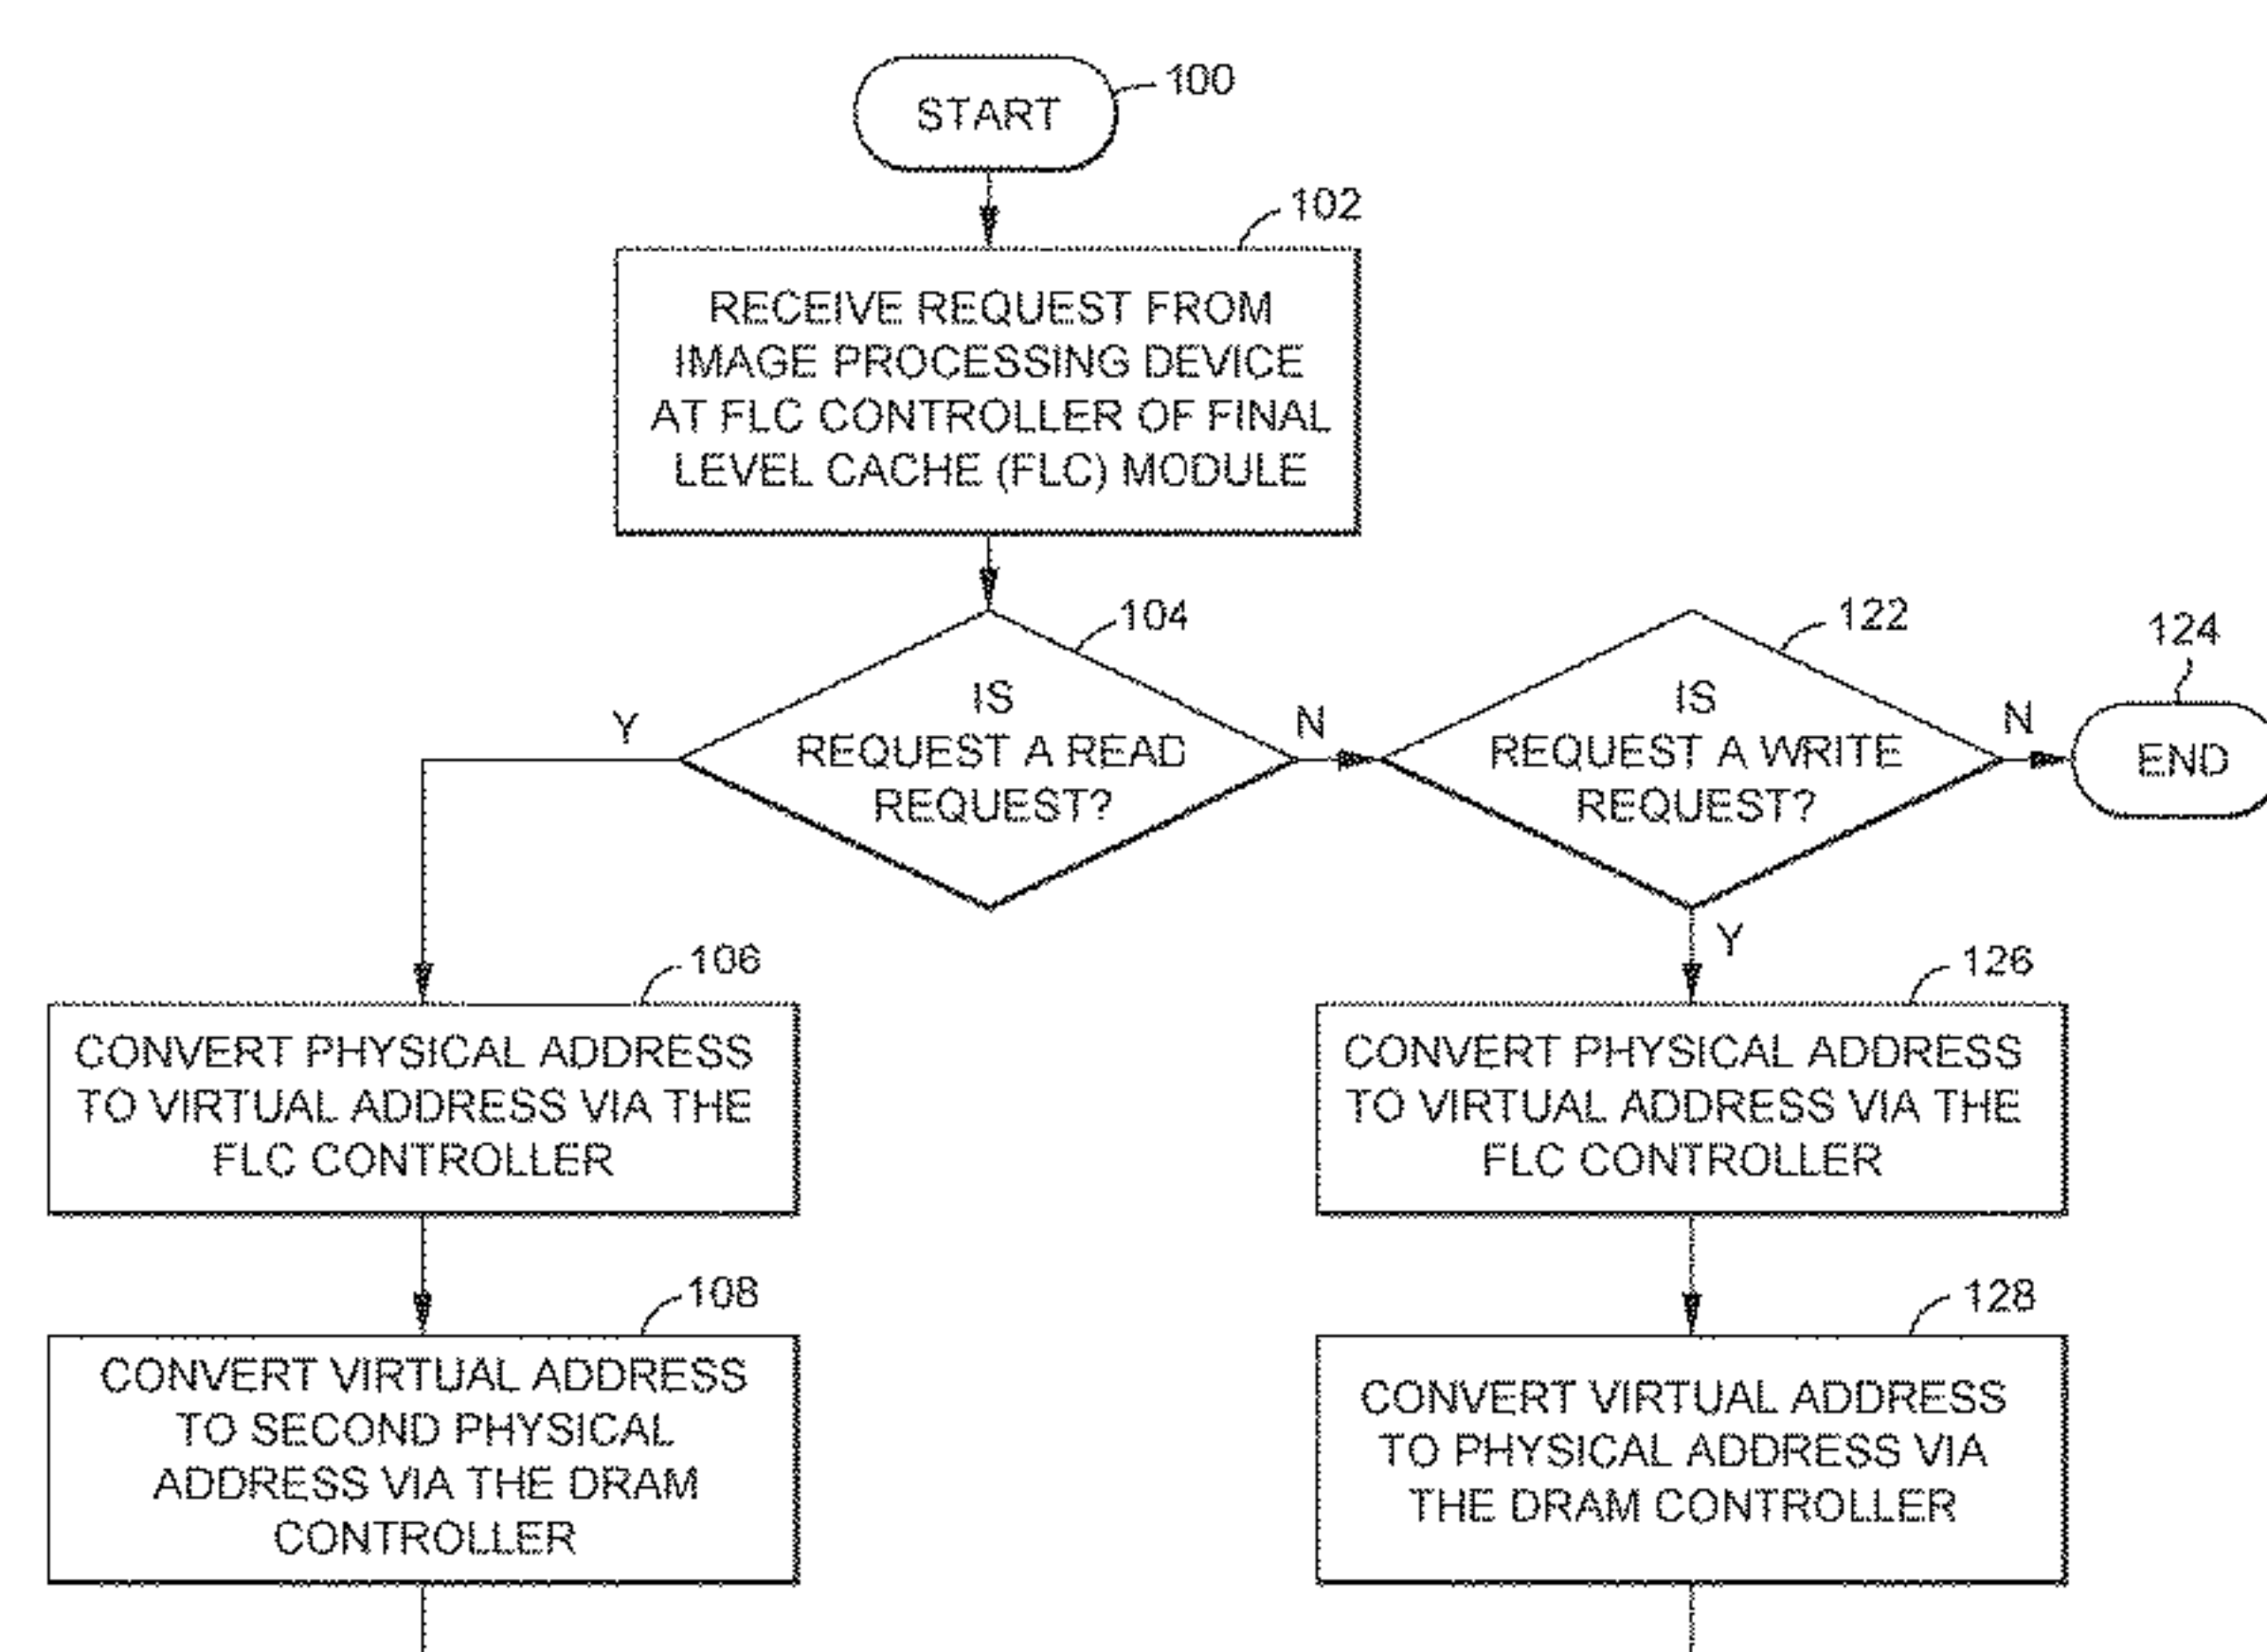 START
100
102
RECEIVE REQUEST FROM
IMAGE PROCESSING DEVICE
AT FLC CONTROLLER OF FINAL
LEVEL CACHE (FLC) MODULE
104
IS
REQUEST A READ
REQUEST?
Y
N
122
IS
REQUEST A WRITE
REQUEST?
N
Y
124
END
106
CONVERT PHYSICAL ADDRESS
TO VIRTUAL ADDRESS VIA THE
FLC CONTROLLER
126
CONVERT PHYSICAL ADDRESS
TO VIRTUAL ADDRESS VIA THE
FLC CONTROLLER
108
CONVERT VIRTUAL ADDRESS
TO SECOND PHYSICAL
ADDRESS VIA THE DRAM
CONTROLLER
128
CONVERT VIRTUAL ADDRESS
TO PHYSICAL ADDRESS VIA
THE DRAM CONTROLLER